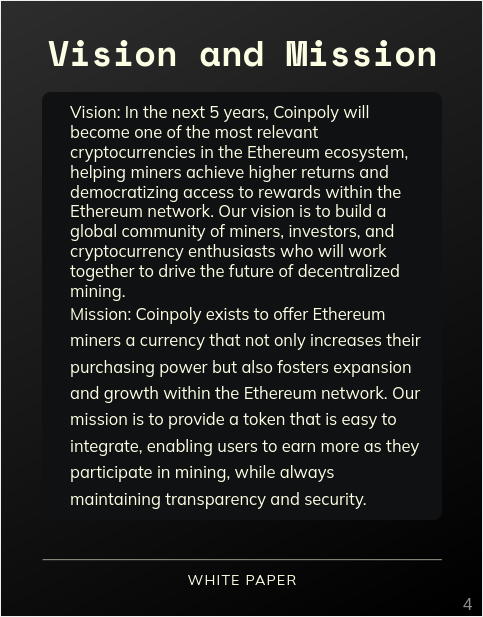 Vision and Mission
Vision: In the next 5 years, Coinpoly will
become one of the most relevant
cryptocurrencies in the Ethereum ecosystem,
helping miners achieve higher returns and
democratizing access to rewards within the
Ethereum network. Our vision is to build a
global community of miners, investors, and
cryptocurrency enthusiasts who will work
together to drive the future of decentralized
mining.
Mission: Coinpoly exists to offer Ethereum
miners a currency that not only increases their
purchasing power but also fosters expansion
and growth within the Ethereum network. Our
mission is to provide a token that is easy to
integrate, enabling users to earn more as they
participate in mining, while always
maintaining transparency and security.
WHITE PAPER
4